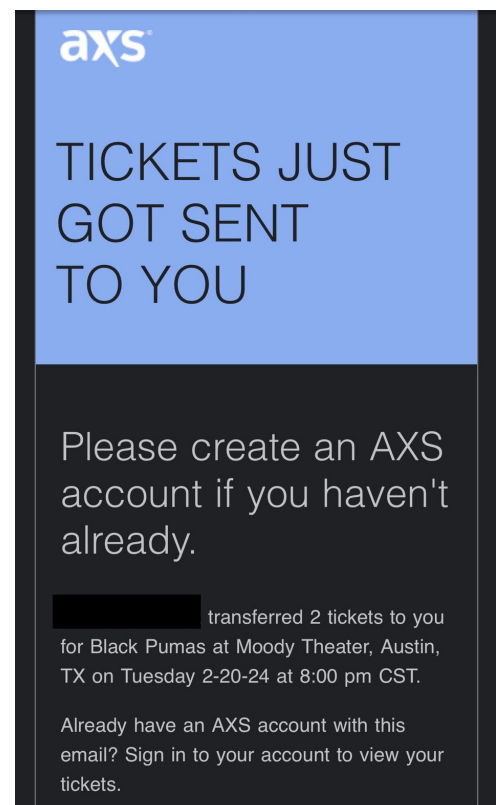 axs
TICKETS JUST
GOT SENT
TO YOU
Please create an AXS
account if you haven't
already.
transferred 2 tickets to you
for Black Pumas at Moody Theater, Austin,
TX on Tuesday 2-20-24 at 8:00 pm CST.
Already have an AXS account with this
email? Sign in to your account to view your
tickets.